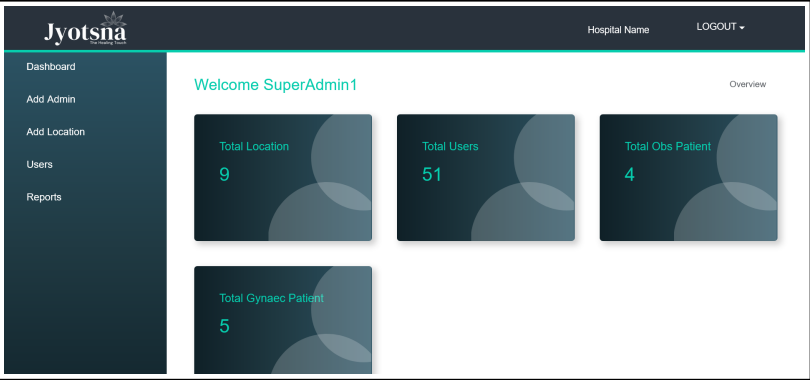 Jyotsna
The Healing Touch
Hospital Name
LOGOUT
Dashboard
Add Admin
Add Location
Users
Reports
Welcome SuperAdmin1
Overview
Total Location
9
Total Users
51
Total Obs Patient
4
Total Gynaec Patient
5